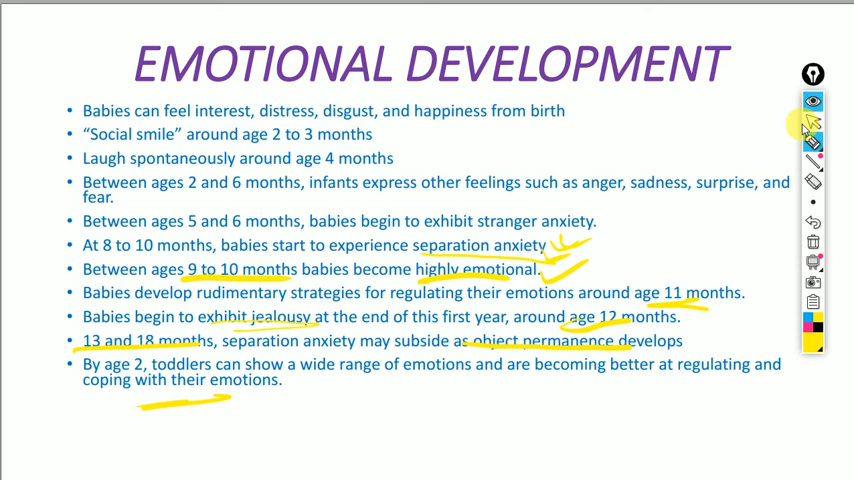 EMOTIONAL DEVELOPMENT
• Babies can feel interest, distress, disgust, and happiness from birth
• “Social smile” around age 2 to 3 months
• Laugh spontaneously around age 4 months
• Between ages 2 and 6 months, infants express other feelings such as anger, sadness, surprise, and
fear.
• Between ages 5 and 6 months, babies begin to exhibit stranger anxiety.
• At 8 to 10 months, babies start to experience separation anxiety
• Between ages 9 to 10 months babies become highly emotional.
• Babies develop rudimentary strategies for regulating their emotions around age 11 months.
• Babies begin to exhibit jealousy at the end of this first year, around age 12 months.
• 13 and 18 months, separation anxiety may subside as object permanence develops
• By age 2, toddlers can show a wide range of emotions and are becoming better at regulating and
coping with their emotions.